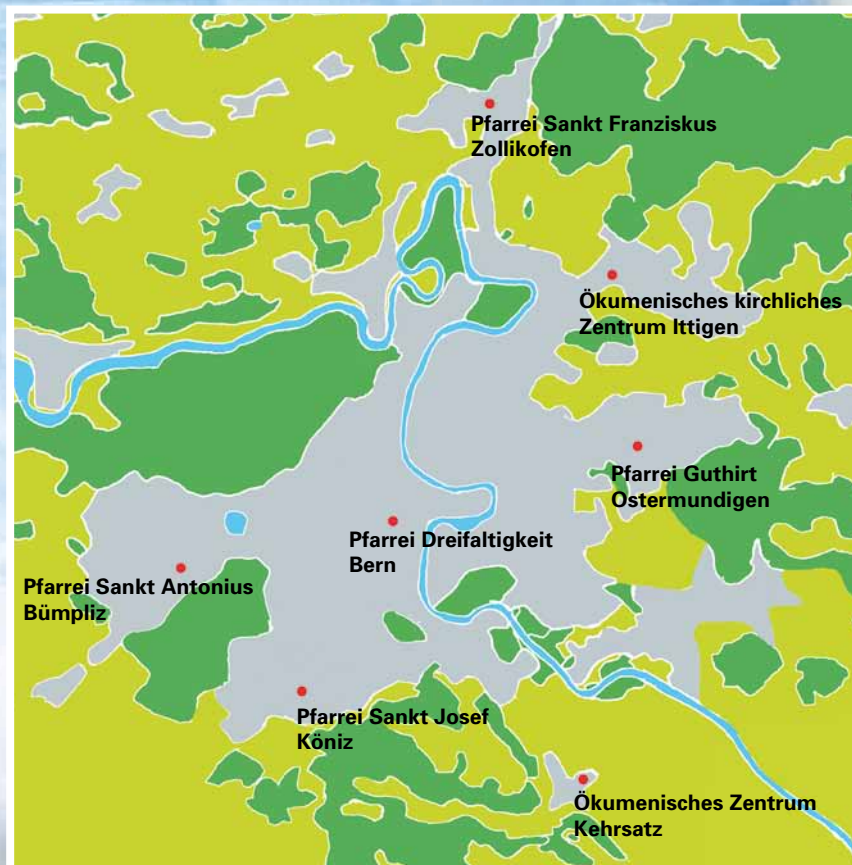 Pfarrei Sankt Franziskus
Zollikofen
Ökumenisches kirchliches
Zentrum Ittigen
Pfarrei Guthirt
Ostermundigen
Pfarrei Dreifaltigkeit
Bern
Pfarrei Sankt Antonius
Bümpliz
Pfarrei Sankt Josef
Köniz
Ökumenisches Zentrum
Kehrsatz